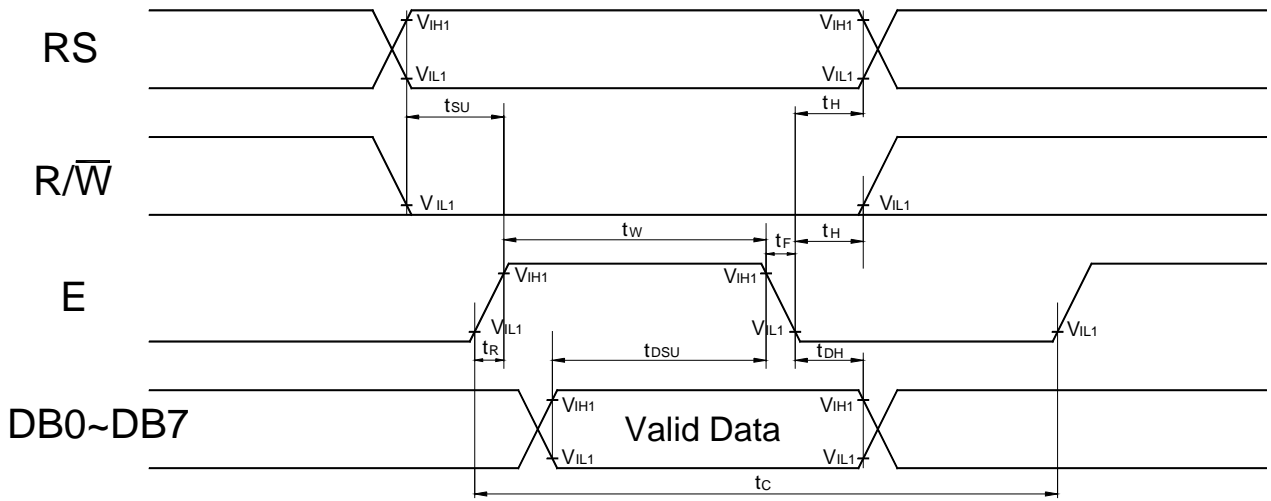 RS
VIH1
VIH1
VIL1
VIL1
tSU
tH
R/W̅
VIL1
VIL1
tW
tF
tH
E
VIH1
VIH1
VIL1
VIL1
VIL1
tR
tDSU
tDH
DB0~DB7
VIH1
Valid Data
VIH1
VIL1
VIL1
tC